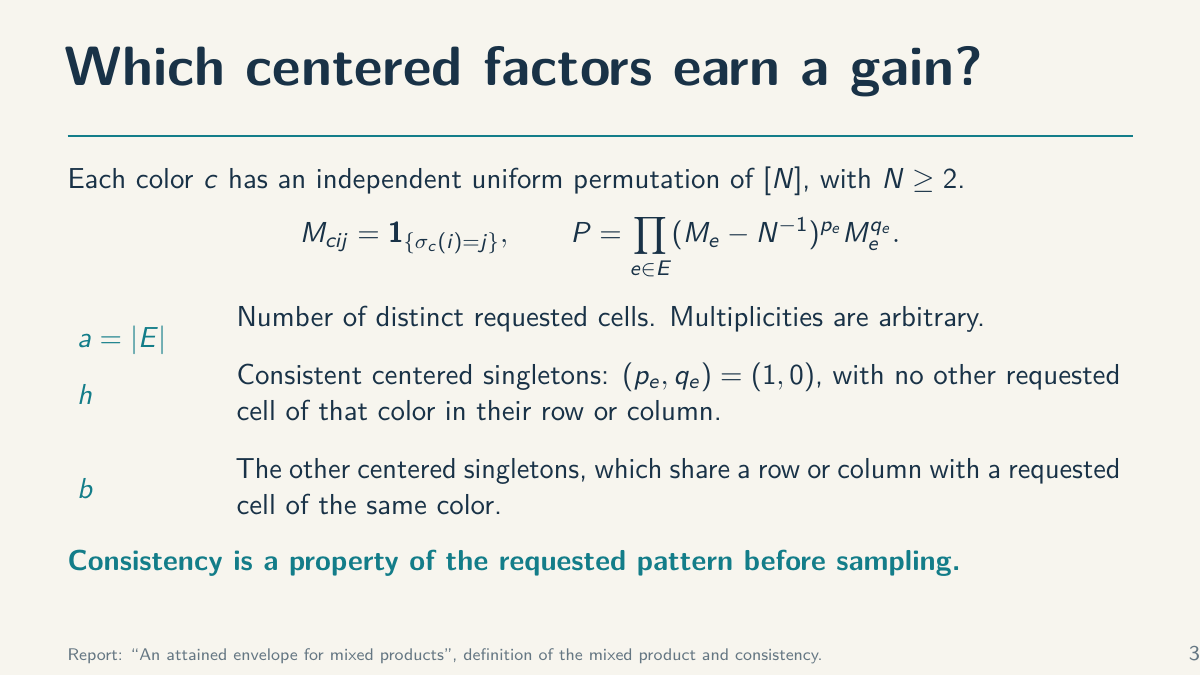 Which centered factors earn a gain?
Each color c has an independent uniform permutation of [N], with N ≥ 2.
M_{cij} = 𝟏_{\{σ_c(i)=j\}},   P = ∏_{e∈E} (M_e − N^{−1})^{p_e} M_e^{q_e}.
a = |E|
Number of distinct requested cells. Multiplicities are arbitrary.
h
Consistent centered singletons: (p_e, q_e) = (1, 0), with no other requested
cell of that color in their row or column.
b
The other centered singletons, which share a row or column with a requested
cell of the same color.
Consistency is a property of the requested pattern before sampling.
Report: “An attained envelope for mixed products”, definition of the mixed product and consistency.
3